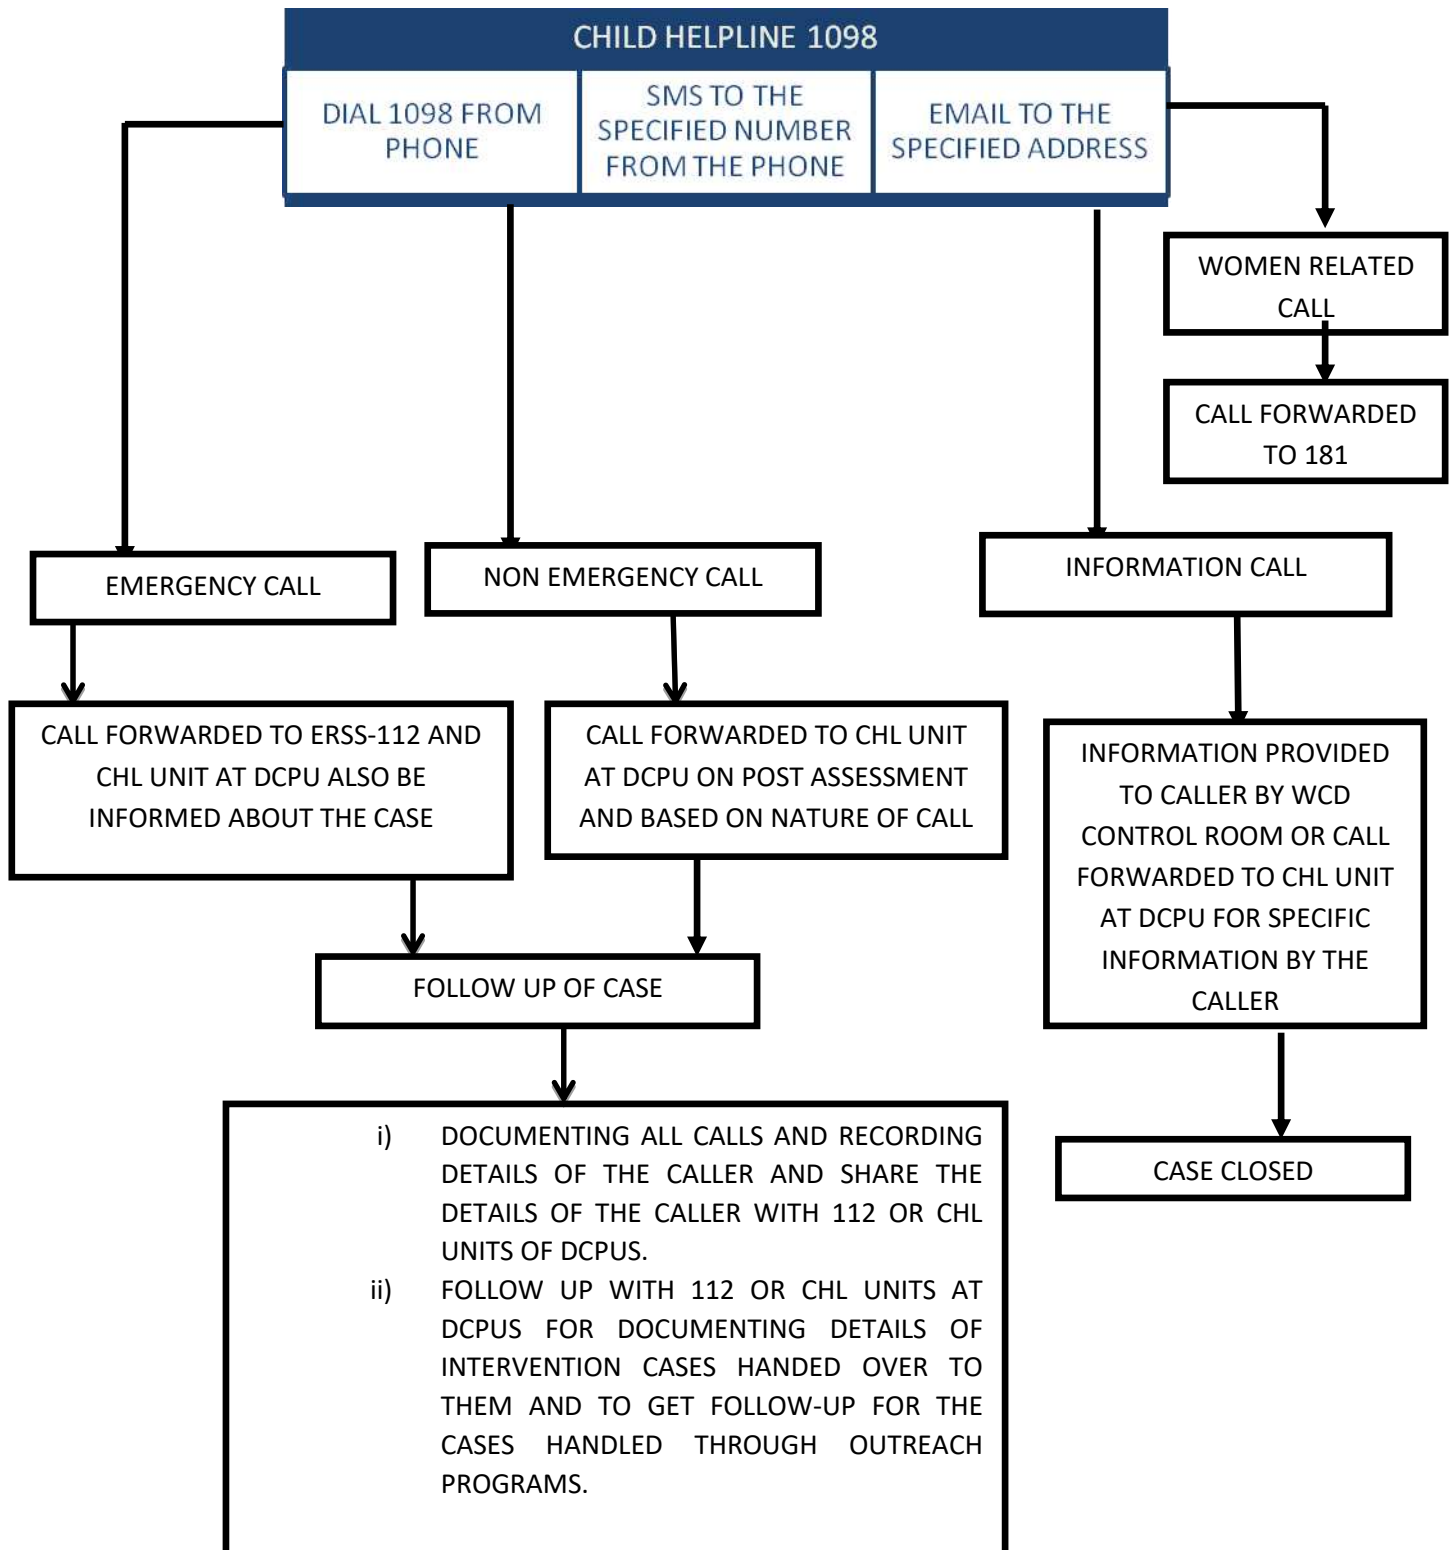 CHILD HELPLINE 1098
DIAL 1098 FROM
PHONE
SMS TO THE
SPECIFIED NUMBER
FROM THE PHONE
EMAIL TO THE
SPECIFIED ADDRESS
WOMEN RELATED
CALL
CALL FORWARDED
TO 181
EMERGENCY CALL
NON EMERGENCY CALL
INFORMATION CALL
CALL FORWARDED TO ERSS-112 AND
CHL UNIT AT DCPU ALSO BE
INFORMED ABOUT THE CASE
CALL FORWARDED TO CHL UNIT
AT DCPU ON POST ASSESSMENT
AND BASED ON NATURE OF CALL
INFORMATION PROVIDED
TO CALLER BY WCD
CONTROL ROOM OR CALL
FORWARDED TO CHL UNIT
AT DCPU FOR SPECIFIC
INFORMATION BY THE
CALLER
FOLLOW UP OF CASE
i) DOCUMENTING ALL CALLS AND RECORDING
DETAILS OF THE CALLER AND SHARE THE
DETAILS OF THE CALLER WITH 112 OR CHL
UNITS OF DCPUS.
ii) FOLLOW UP WITH 112 OR CHL UNITS AT
DCPUS FOR DOCUMENTING DETAILS OF
INTERVENTION CASES HANDED OVER TO
THEM AND TO GET FOLLOW-UP FOR THE
CASES HANDLED THROUGH OUTREACH
PROGRAMS.
CASE CLOSED